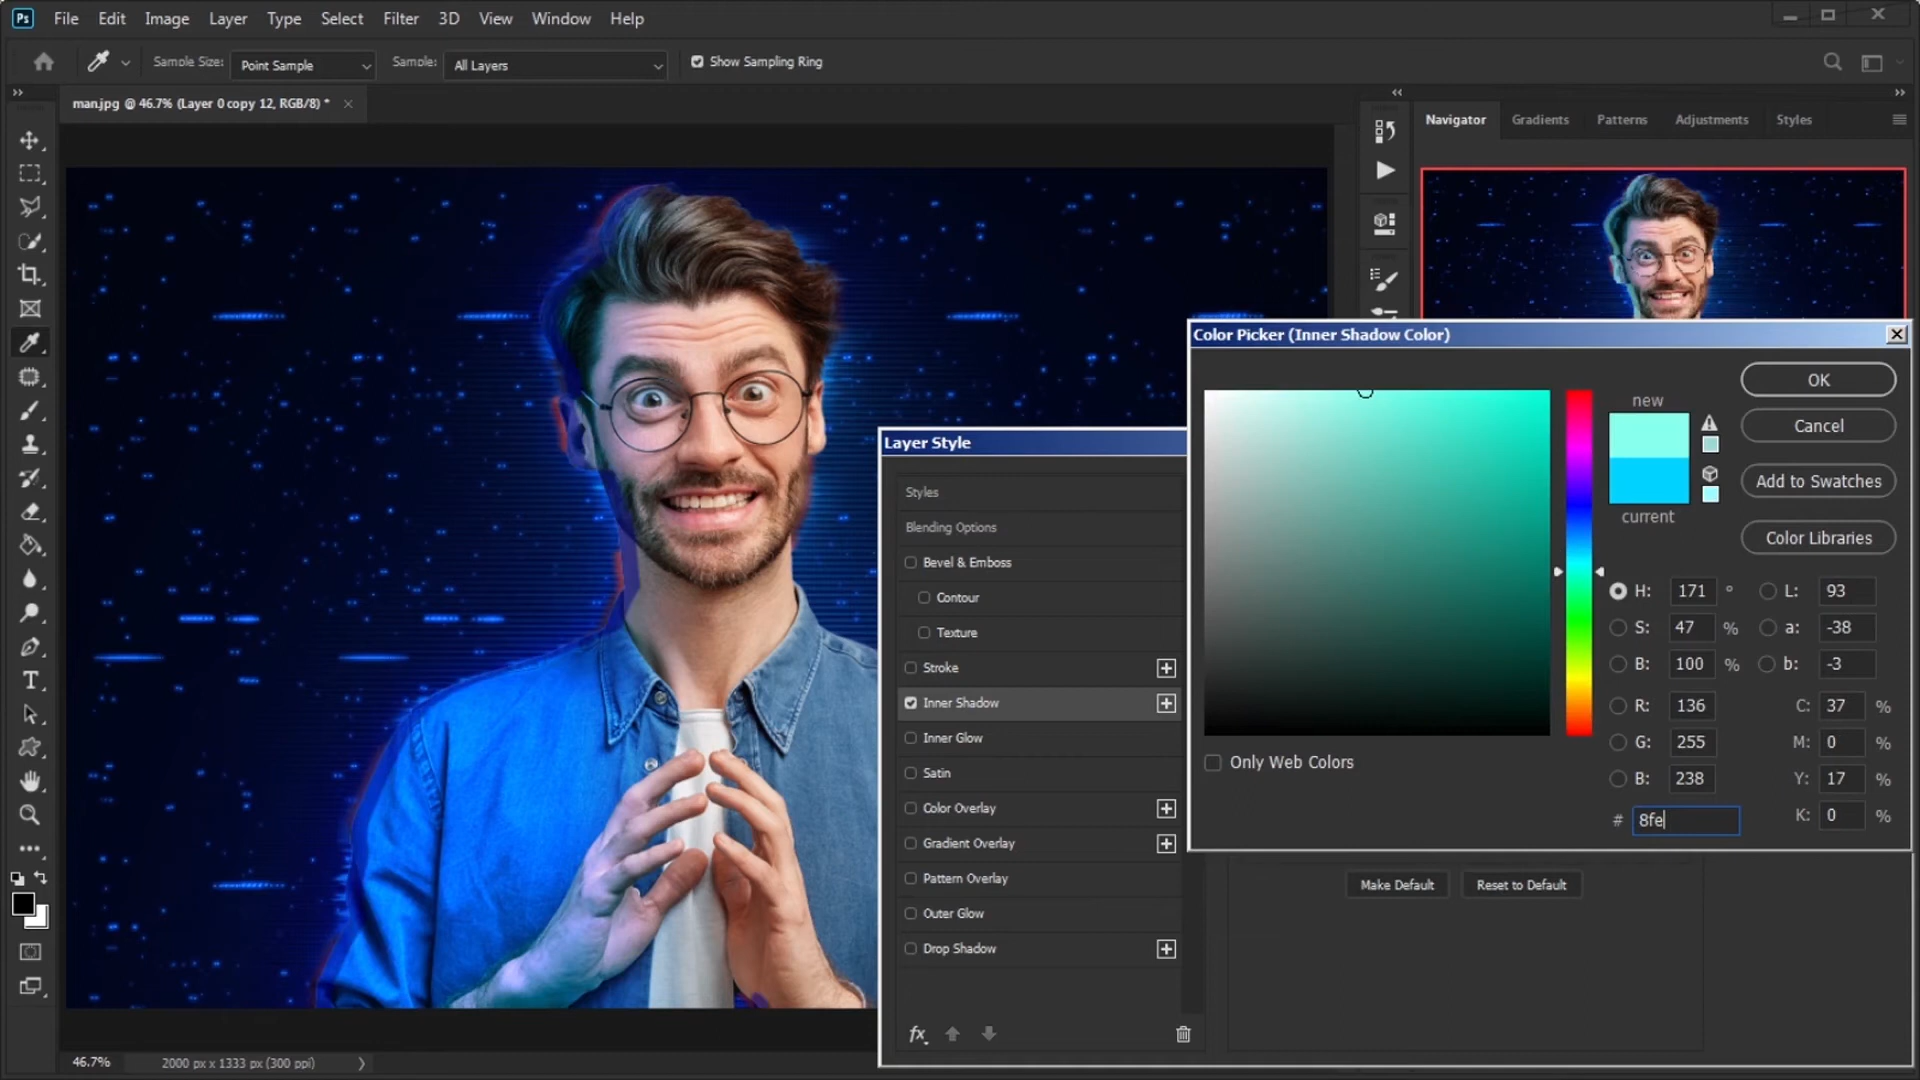 Ps File Edit Image Layer Type Select Filter 3D View Window Help
Sample Size: Point Sample Sample: All Layers Show Sampling Ring
man.jpg @ 46.7% (Layer 0 copy 12, RGB/8) *
Navigator Gradients Patterns Adjustments Styles
Color Picker (Inner Shadow Color)
new
current
OK
Cancel
Add to Swatches
Color Libraries
H: 171 ° L: 93
S: 47 % a: -38
B: 100 % b: -3
R: 136 C: 37 %
G: 255 M: 0 %
B: 238 Y: 17 %
# 8fe K: 0 %
Only Web Colors
Layer Style
Styles
Blending Options
Bevel & Emboss
Contour
Texture
Stroke
Inner Shadow
Inner Glow
Satin
Color Overlay
Gradient Overlay
Pattern Overlay
Outer Glow
Drop Shadow
fx
Make Default Reset to Default
46.7% 2000 px x 1333 px (300 ppi)